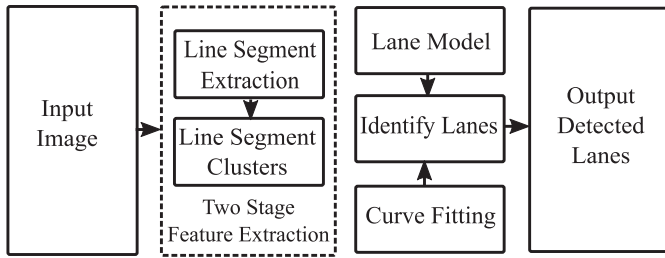 Input
Image
Line Segment
Extraction
Line Segment
Clusters
Two Stage
Feature Extraction
Lane Model
Identify Lanes
Curve Fitting
Output
Detected
Lanes